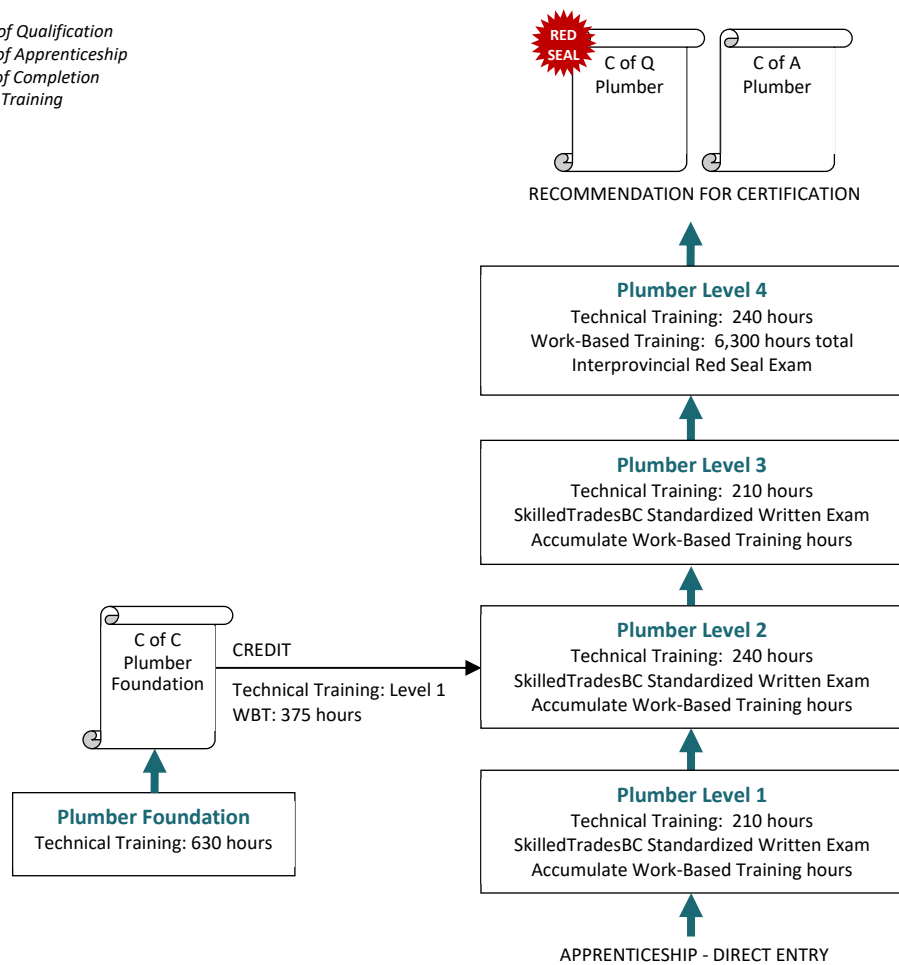 of Qualification
of Apprenticeship
of Completion
Training
RED
SEAL
C of Q
Plumber
C of A
Plumber
RECOMMENDATION FOR CERTIFICATION
Plumber Level 4
Technical Training: 240 hours
Work-Based Training: 6,300 hours total
Interprovincial Red Seal Exam
Plumber Level 3
Technical Training: 210 hours
SkilledTradesBC Standardized Written Exam
Accumulate Work-Based Training hours
C of C
Plumber
Foundation
CREDIT
Technical Training: Level 1
WBT: 375 hours
Plumber Level 2
Technical Training: 240 hours
SkilledTradesBC Standardized Written Exam
Accumulate Work-Based Training hours
Plumber Foundation
Technical Training: 630 hours
Plumber Level 1
Technical Training: 210 hours
SkilledTradesBC Standardized Written Exam
Accumulate Work-Based Training hours
APPRENTICESHIP - DIRECT ENTRY